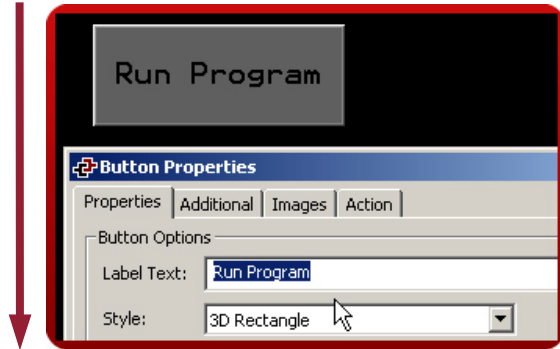 Run Program
Button Properties
Properties Additional Images Action
Button Options
Label Text: Run Program
Style: 3D Rectangle